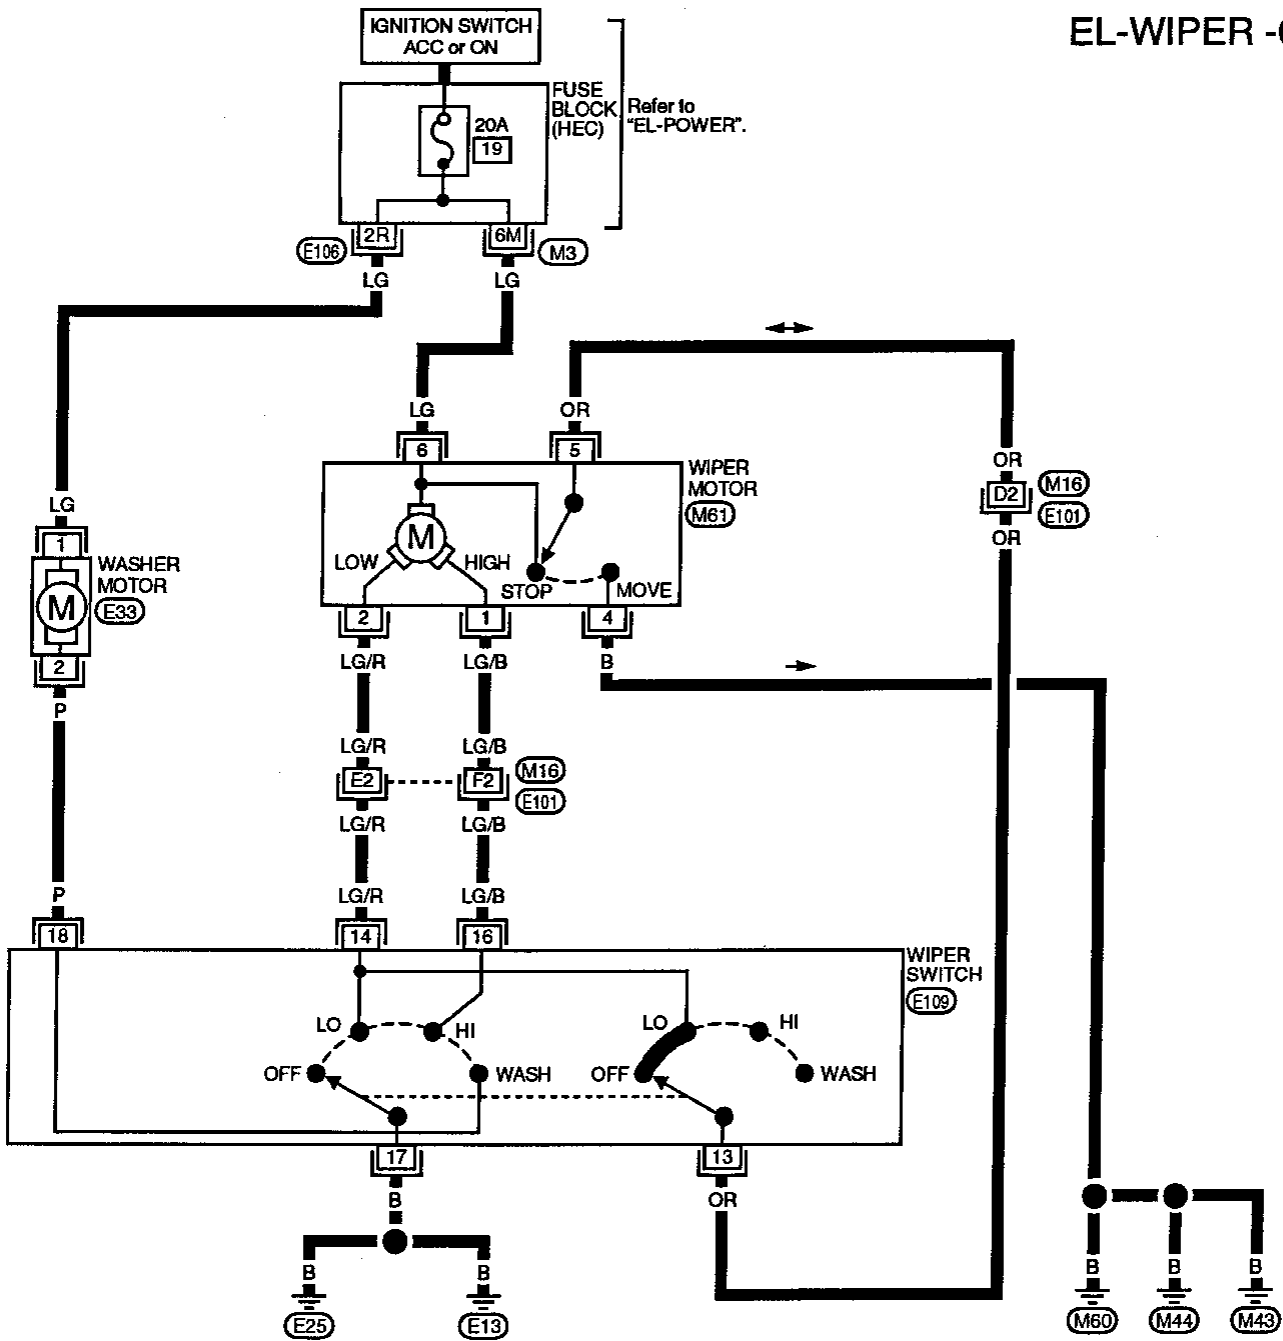 EL-WIPER -
IGNITION SWITCH
ACC or ON
FUSE
BLOCK
(HEC)
Refer to
"EL-POWER".
20A
19
2R
6M
E106
M3
LG
LG
LG
OR
6
5
WIPER
MOTOR
M61
OR
D2
M16
E101
OR
LG
1
WASHER
MOTOR
E33
M
2
P
M
LOW
HIGH
STOP
MOVE
2
1
4
LG/R
LG/B
B
LG/R
LG/B
E2
F2
M16
E101
LG/R
LG/B
P
LG/R
LG/B
18
14
16
WIPER
SWITCH
E109
LO
HI
OFF
WASH
LO
HI
OFF
WASH
17
13
B
OR
B
B
E25
E13
B
B
B
M60
M44
M43